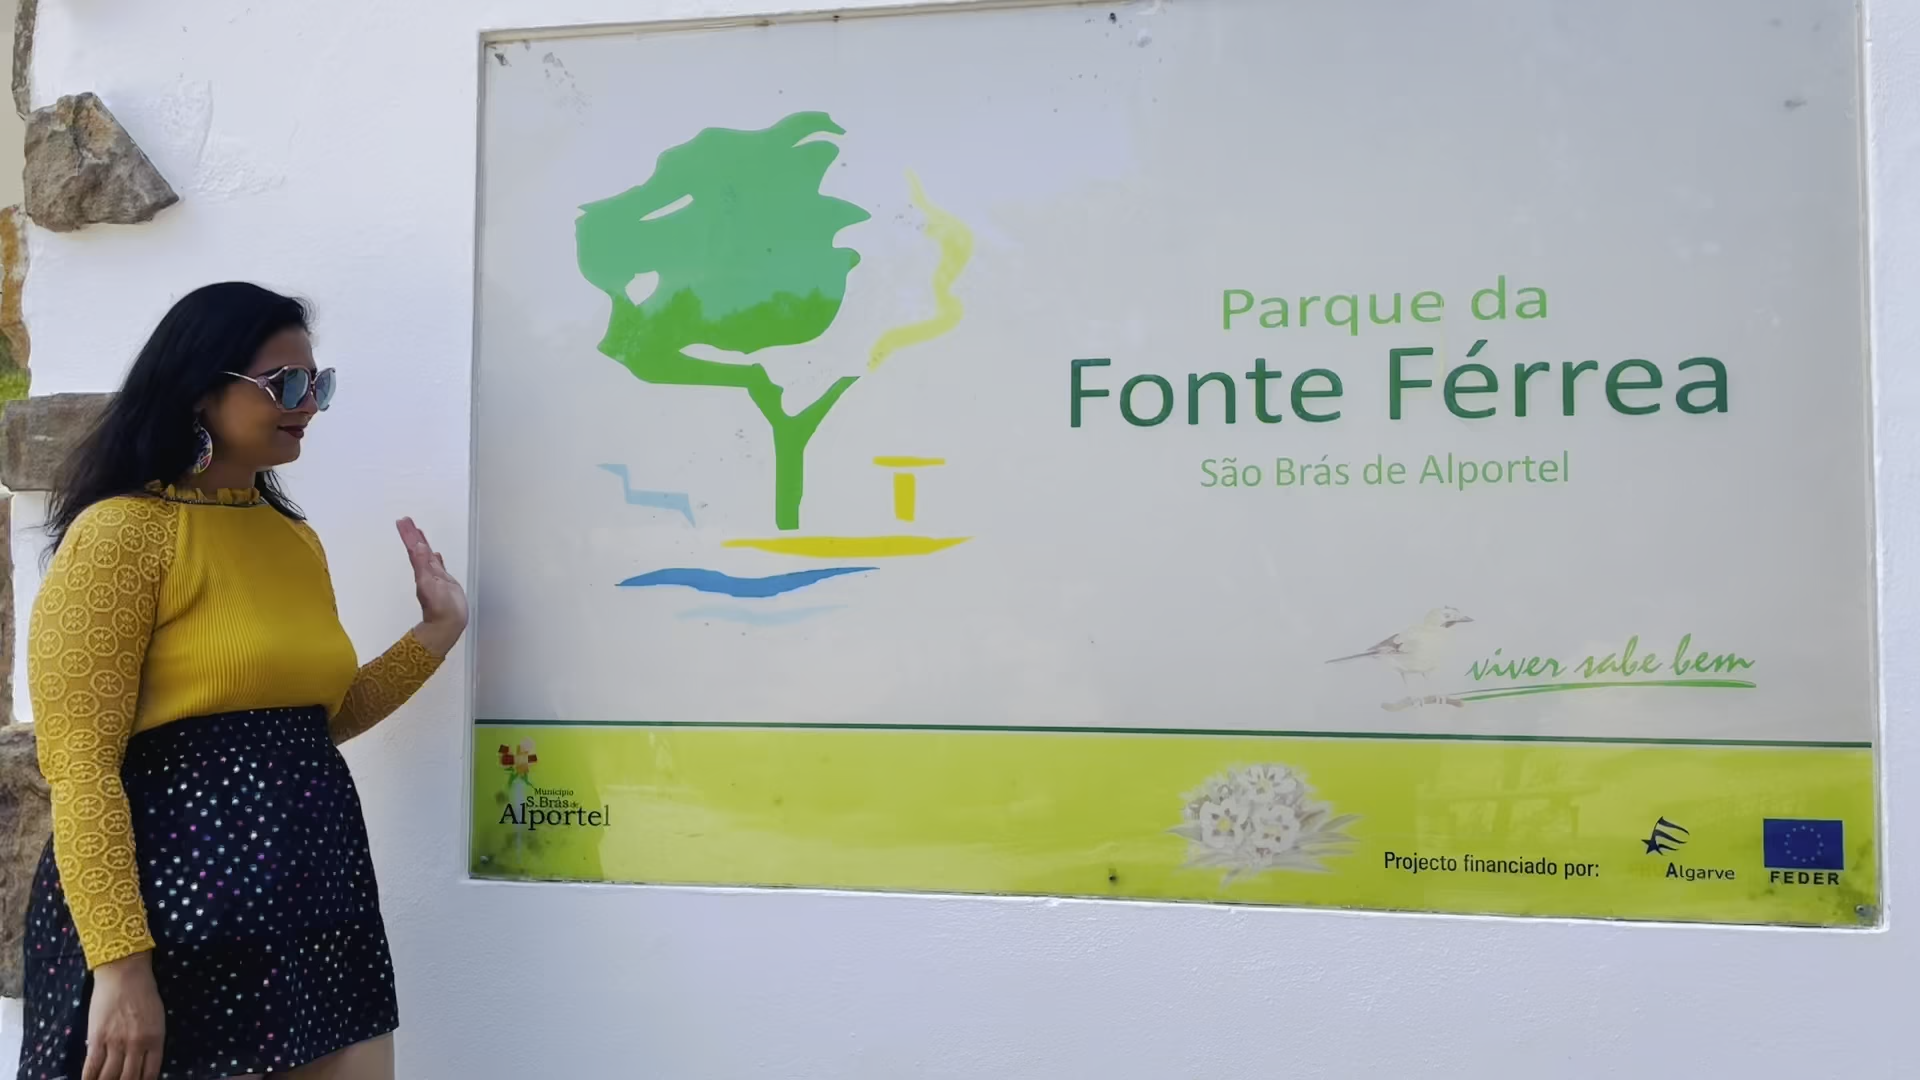 Parque da
Fonte Férrea
São Brás de Alportel
viver sabe bem
Município
S.Brás de
Alportel
Projecto financiado por:
Algarve
FEDER